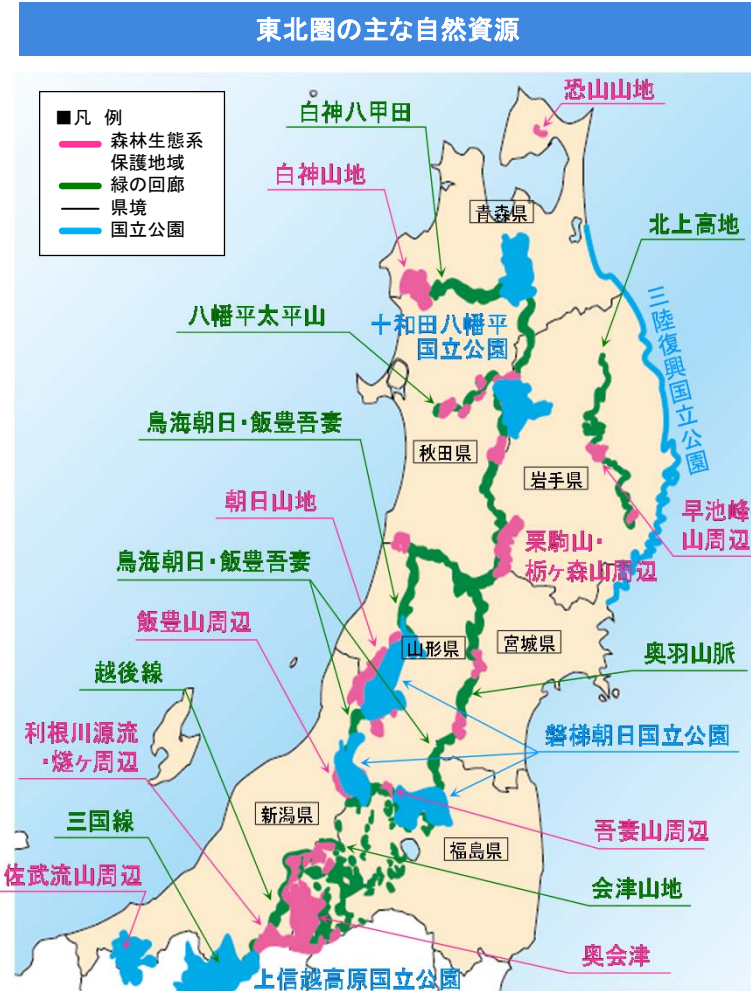 東北圏の主な自然資源
■凡 例
森林生態系
保護地域
緑の回廊
県境
国立公園
恐山山地
白神八甲田
白神山地
青森県
北上高地
三陸復興国立公園
八幡平太平山
十和田八幡平
国立公園
鳥海朝日・飯豊吾妻
秋田県
岩手県
朝日山地
早池峰
山周辺
栗駒山・
栃ヶ森山周辺
鳥海朝日・飯豊吾妻
飯豊山周辺
山形県
宮城県
奥羽山脈
越後線
利根川源流
・燧ヶ周辺
磐梯朝日国立公園
新潟県
三国線
吾妻山周辺
福島県
佐武流山周辺
会津山地
奥会津
上信越高原国立公園